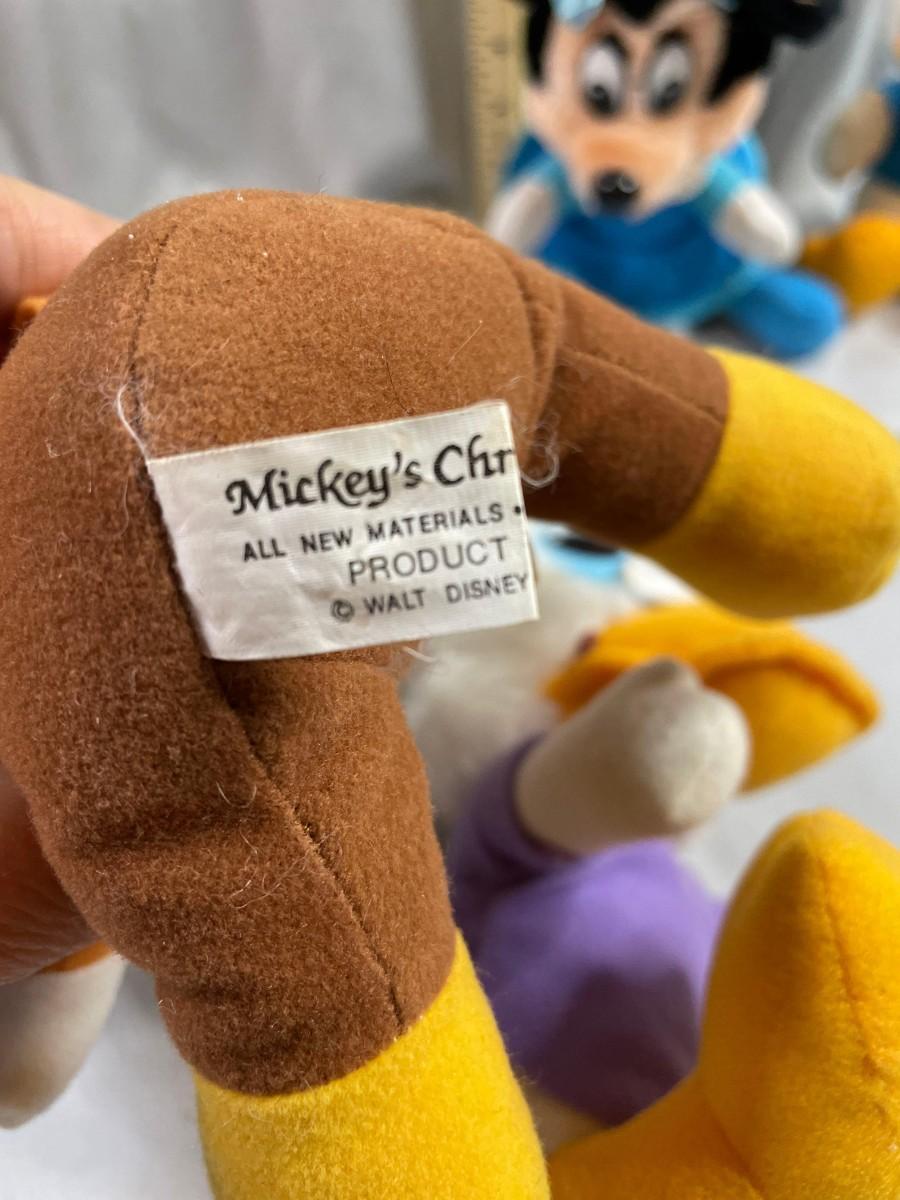 Mickey's Chr
ALL NEW MATERIALS •
PRODUCT
© WALT DISNEY